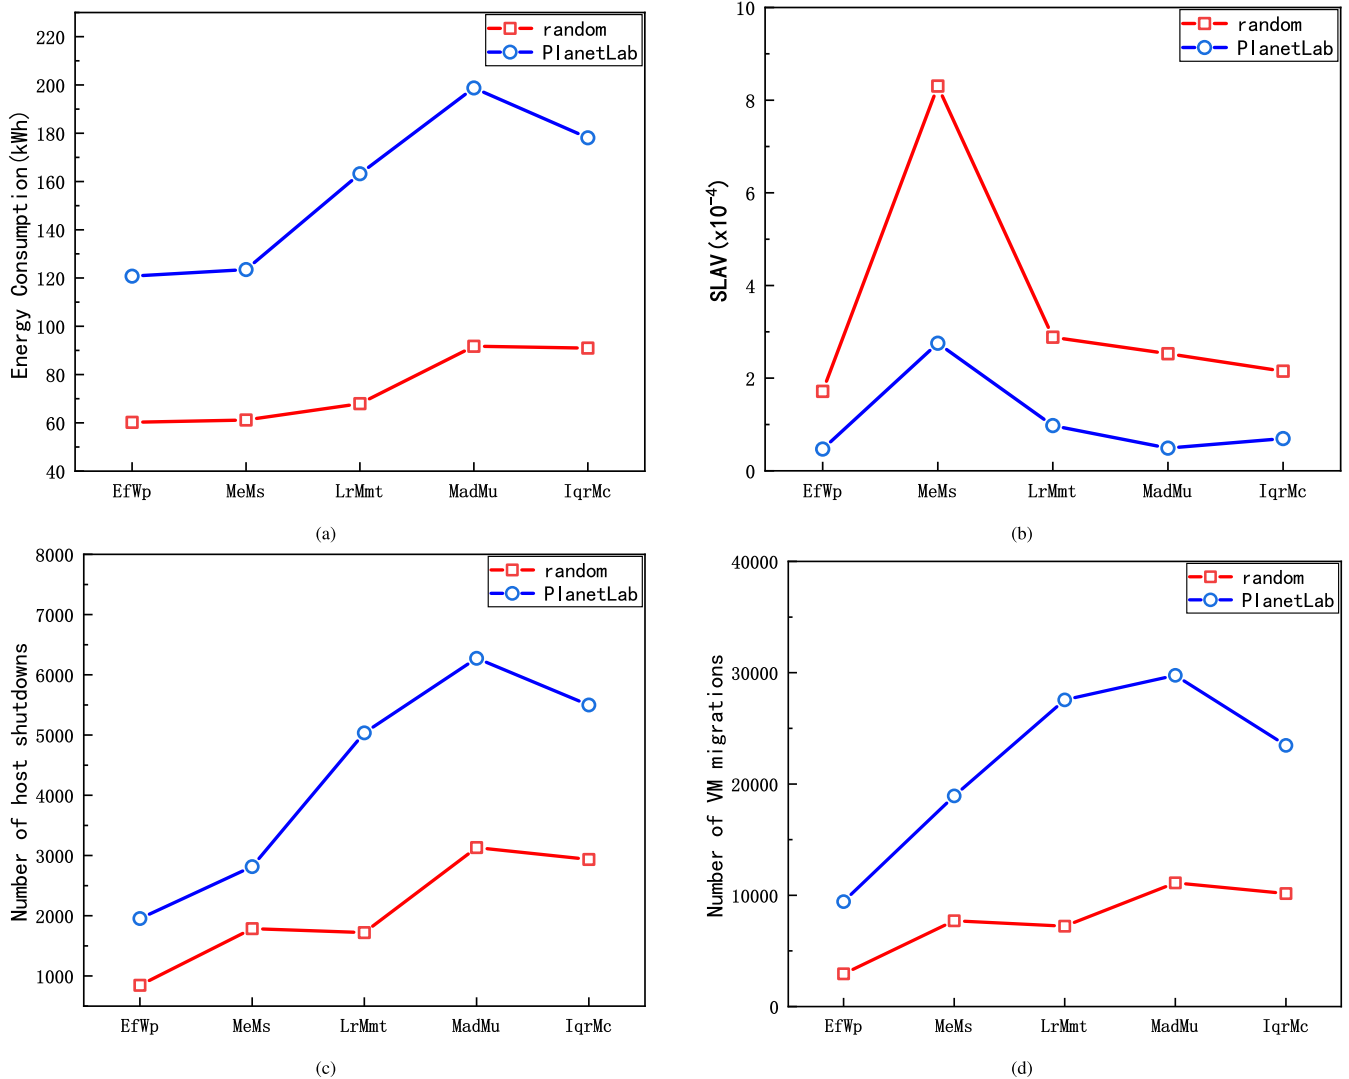 random
PlanetLab
Energy Consumption(kWh)
220
200
180
160
140
120
100
80
60
40
EfWp MeMs LrMmt MadMu IqrMc
(a)
random
PlanetLab
SLAV(x10⁻⁴)
10
8
6
4
2
0
EfWp MeMs LrMmt MadMu IqrMc
(b)
random
PlanetLab
Number of host shutdowns
8000
7000
6000
5000
4000
3000
2000
1000
EfWp MeMs LrMmt MadMu IqrMc
(c)
random
PlanetLab
Number of VM migrations
40000
30000
20000
10000
0
EfWp MeMs LrMmt MadMu IqrMc
(d)